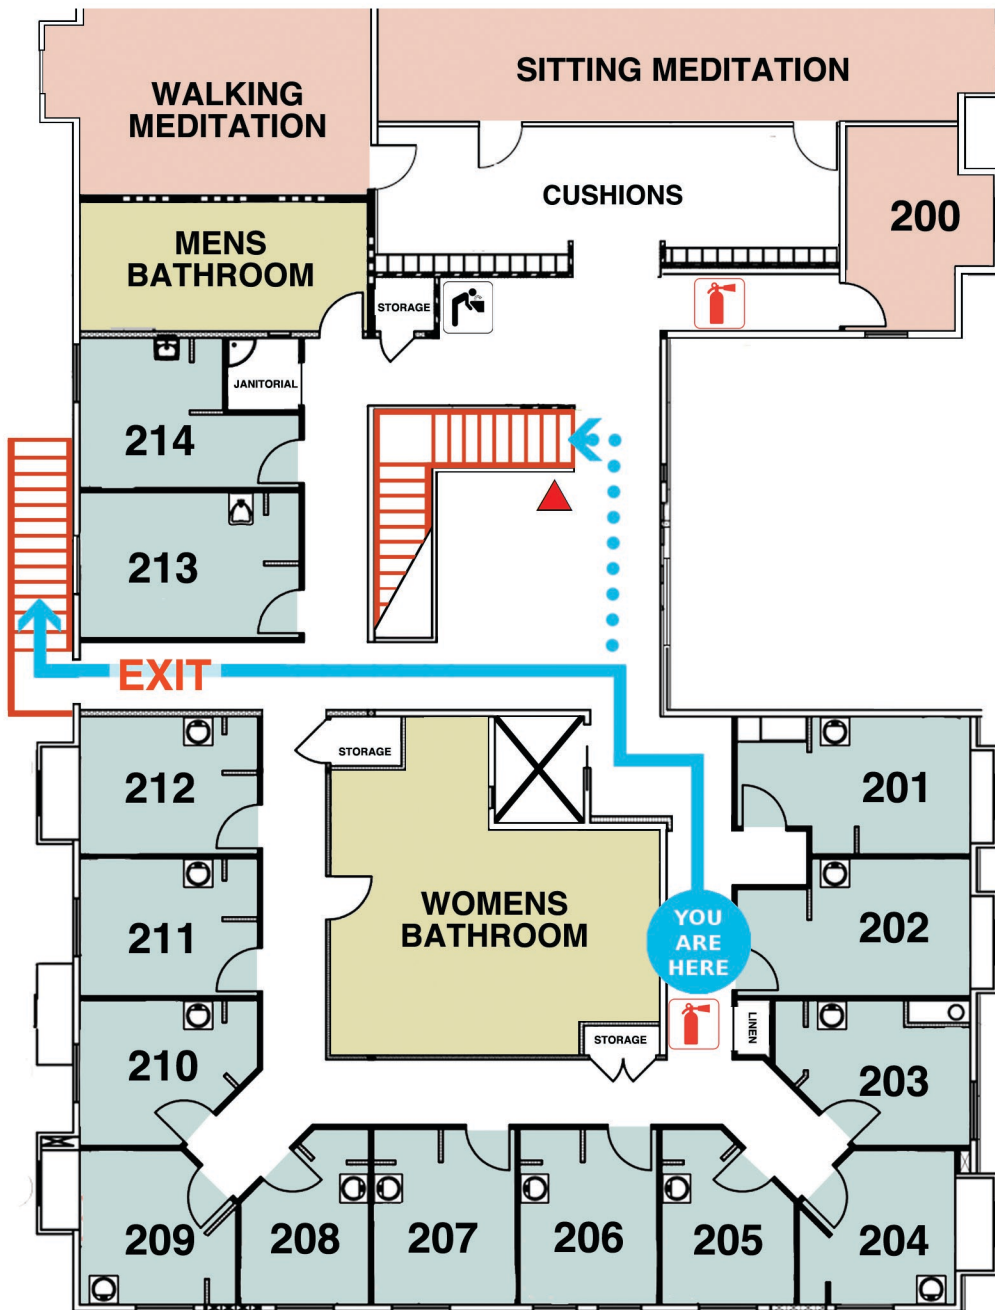 WALKING
MEDITATION
SITTING MEDITATION
CUSHIONS
200
MENS
BATHROOM
STORAGE
JANITORIAL
214
213
EXIT
212
STORAGE
201
211
WOMENS
BATHROOM
YOU
ARE
HERE
202
210
STORAGE
LINEN
203
209
208
207
206
205
204